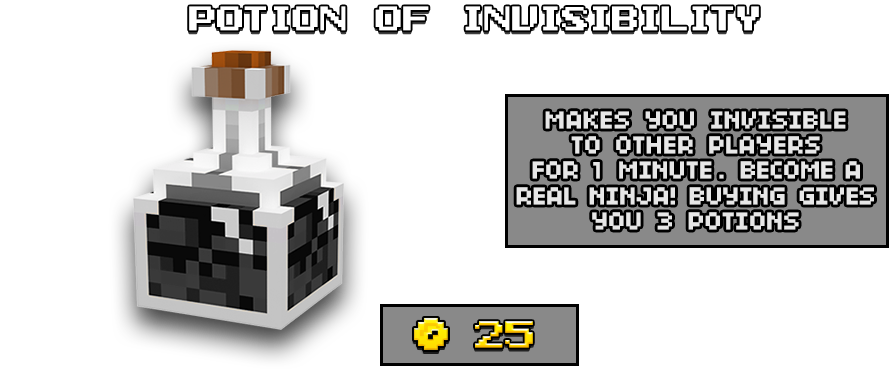 POTION OF INVISIBILITY
MAKES YOU INVISIBLE
TO OTHER PLAYERS
FOR 1 MINUTE. BECOME A
REAL NINJA! BUYING GIVES
YOU 3 POTIONS
25